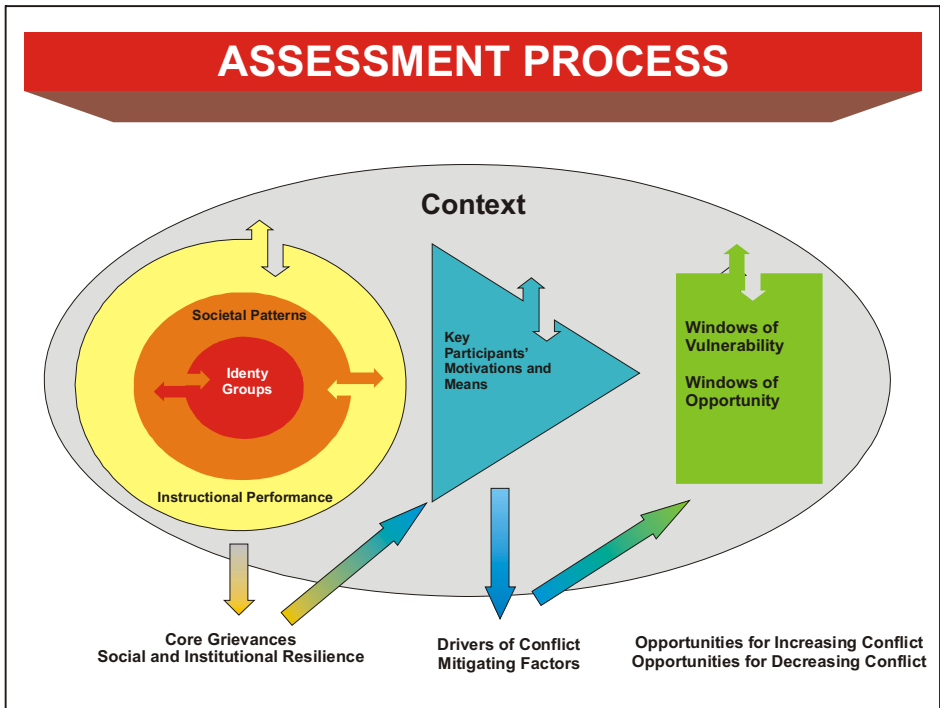 ASSESSMENT PROCESS
Context
Societal Patterns
Identy
Groups
Instructional Performance
Key
Participants’
Motivations and
Means
Windows of
Vulnerability
Windows of
Opportunity
Core Grievances
Social and Institutional Resilience
Drivers of Conflict
Mitigating Factors
Opportunities for Increasing Conflict
Opportunities for Decreasing Conflict